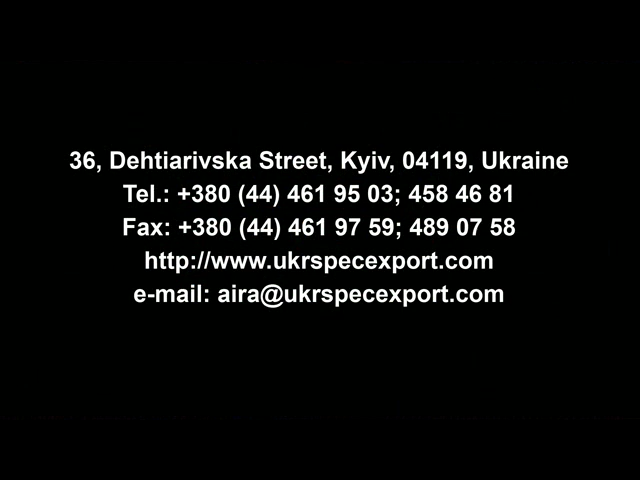 36, Dehtiarivska Street, Kyiv, 04119, Ukraine
Tel.: +380 (44) 461 95 03; 458 46 81
Fax: +380 (44) 461 97 59; 489 07 58
http://www.ukrspecexport.com
e-mail: aira@ukrspecexport.com